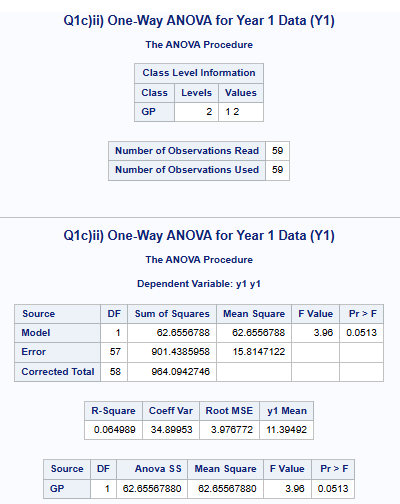 Q1c)ii) One-Way ANOVA for Year 1 Data (Y1)
The ANOVA Procedure
Class Level Information
Class Levels Values
GP 2 1 2
Number of Observations Read 59
Number of Observations Used 59
Q1c)ii) One-Way ANOVA for Year 1 Data (Y1)
The ANOVA Procedure
Dependent Variable: y1 y1
Source DF Sum of Squares Mean Square F Value Pr > F
Model 1 62.6556788 62.6556788 3.96 0.0513
Error 57 901.4385958 15.8147122
Corrected Total 58 964.0942746
R-Square Coeff Var Root MSE y1 Mean
0.064989 34.89953 3.976772 11.39492
Source DF Anova SS Mean Square F Value Pr > F
GP 1 62.65567880 62.65567880 3.96 0.0513